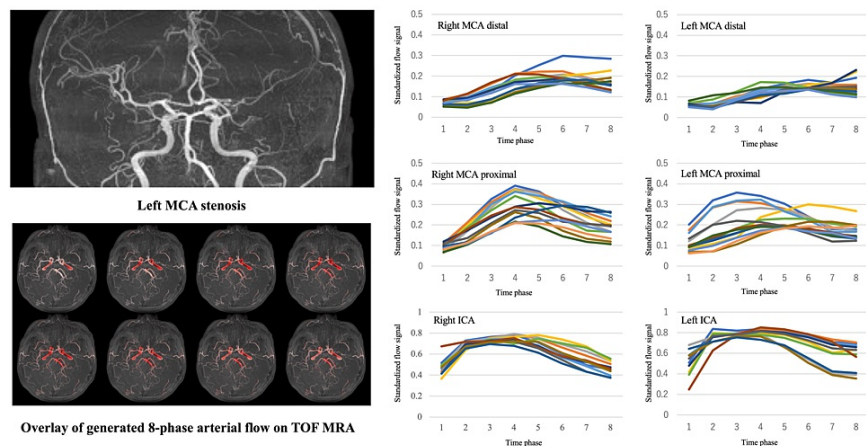 Left MCA stenosis
Overlay of generated 8-phase arterial flow on TOF MRA
Right MCA distal
Standardized flow signal
0.5
0.4
0.3
0.2
0.1
0
1 2 3 4 5 6 7 8
Time phase
Left MCA distal
Standardized flow signal
0.5
0.4
0.3
0.2
0.1
0
1 2 3 4 5 6 7 8
Time phase
Right MCA proximal
Standardized flow signal
0.5
0.4
0.3
0.2
0.1
0
1 2 3 4 5 6 7 8
Time phase
Left MCA proximal
Standardized flow signal
0.5
0.4
0.3
0.2
0.1
0
1 2 3 4 5 6 7 8
Time phase
Right ICA
Standardized flow signal
1
0.8
0.6
0.4
0.2
0
1 2 3 4 5 6 7 8
Time phase
Left ICA
Standardized flow signal
1
0.8
0.6
0.4
0.2
0
1 2 3 4 5 6 7 8
Time phase